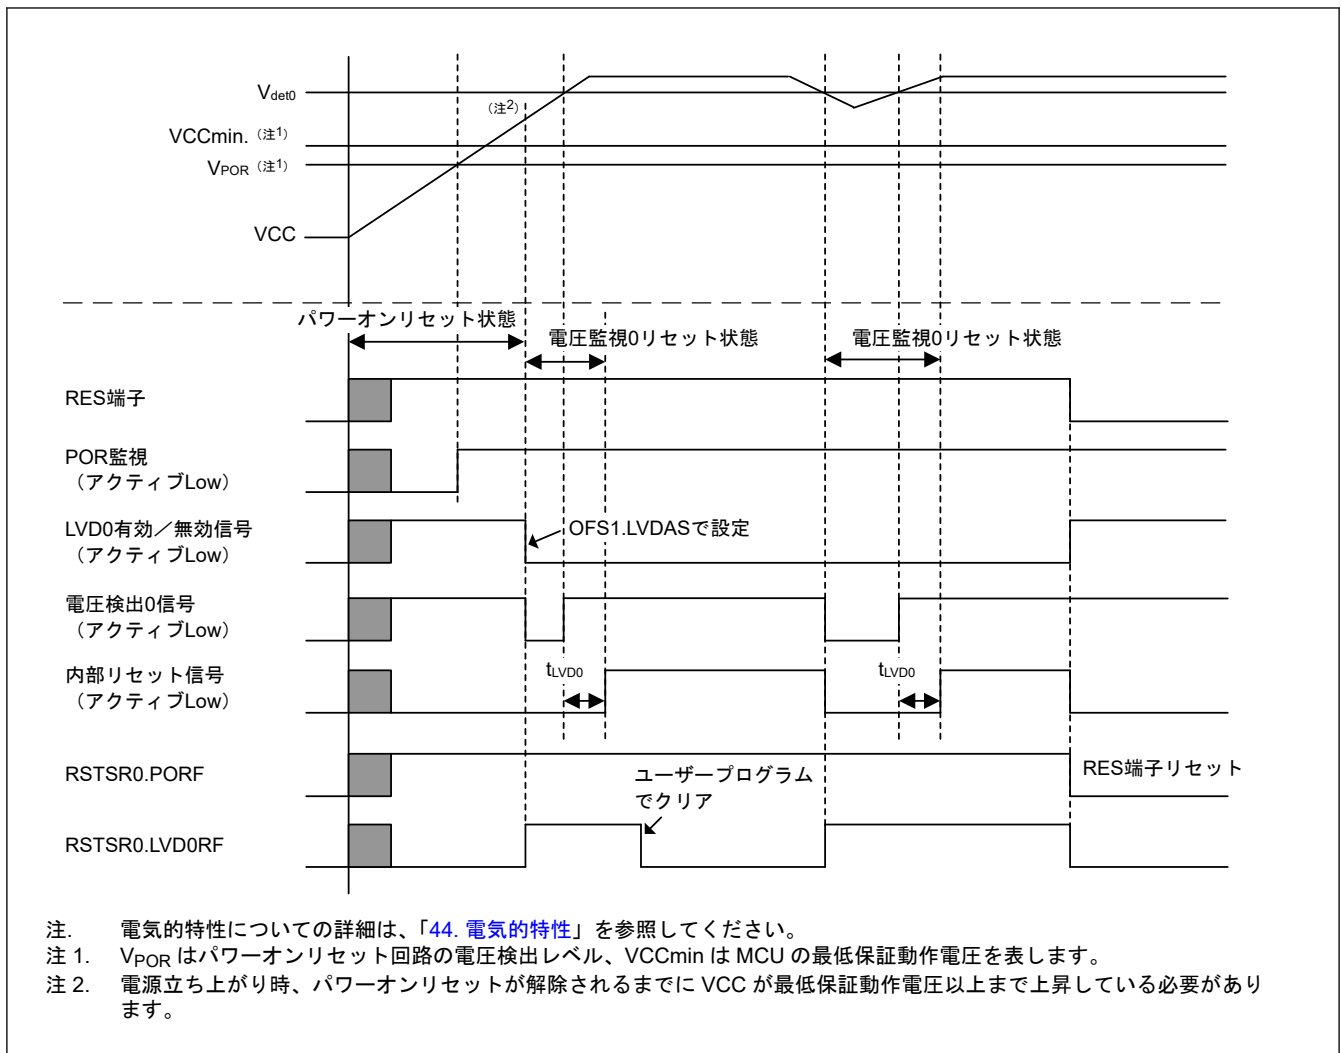 Vdet0
(注2)
VCCmin. (注1)
VPOR (注1)
VCC
パワーオンリセット状態
電圧監視0リセット状態
電圧監視0リセット状態
RES端子
POR監視
（アクティブLow）
LVD0有効／無効信号
（アクティブLow）
OFS1.LVDASで設定
電圧検出0信号
（アクティブLow）
内部リセット信号
（アクティブLow）
tLVD0
tLVD0
RSTSR0.PORF
ユーザープログラム
でクリア
RES端子リセット
RSTSR0.LVD0RF
注. 電気的特性についての詳細は、「44. 電気的特性」を参照してください。
注 1. VPOR はパワーオンリセット回路の電圧検出レベル、VCCmin は MCU の最低保証動作電圧を表します。
注 2. 電源立ち上がり時、パワーオンリセットが解除されるまでに VCC が最低保証動作電圧以上まで上昇している必要があり
ます。